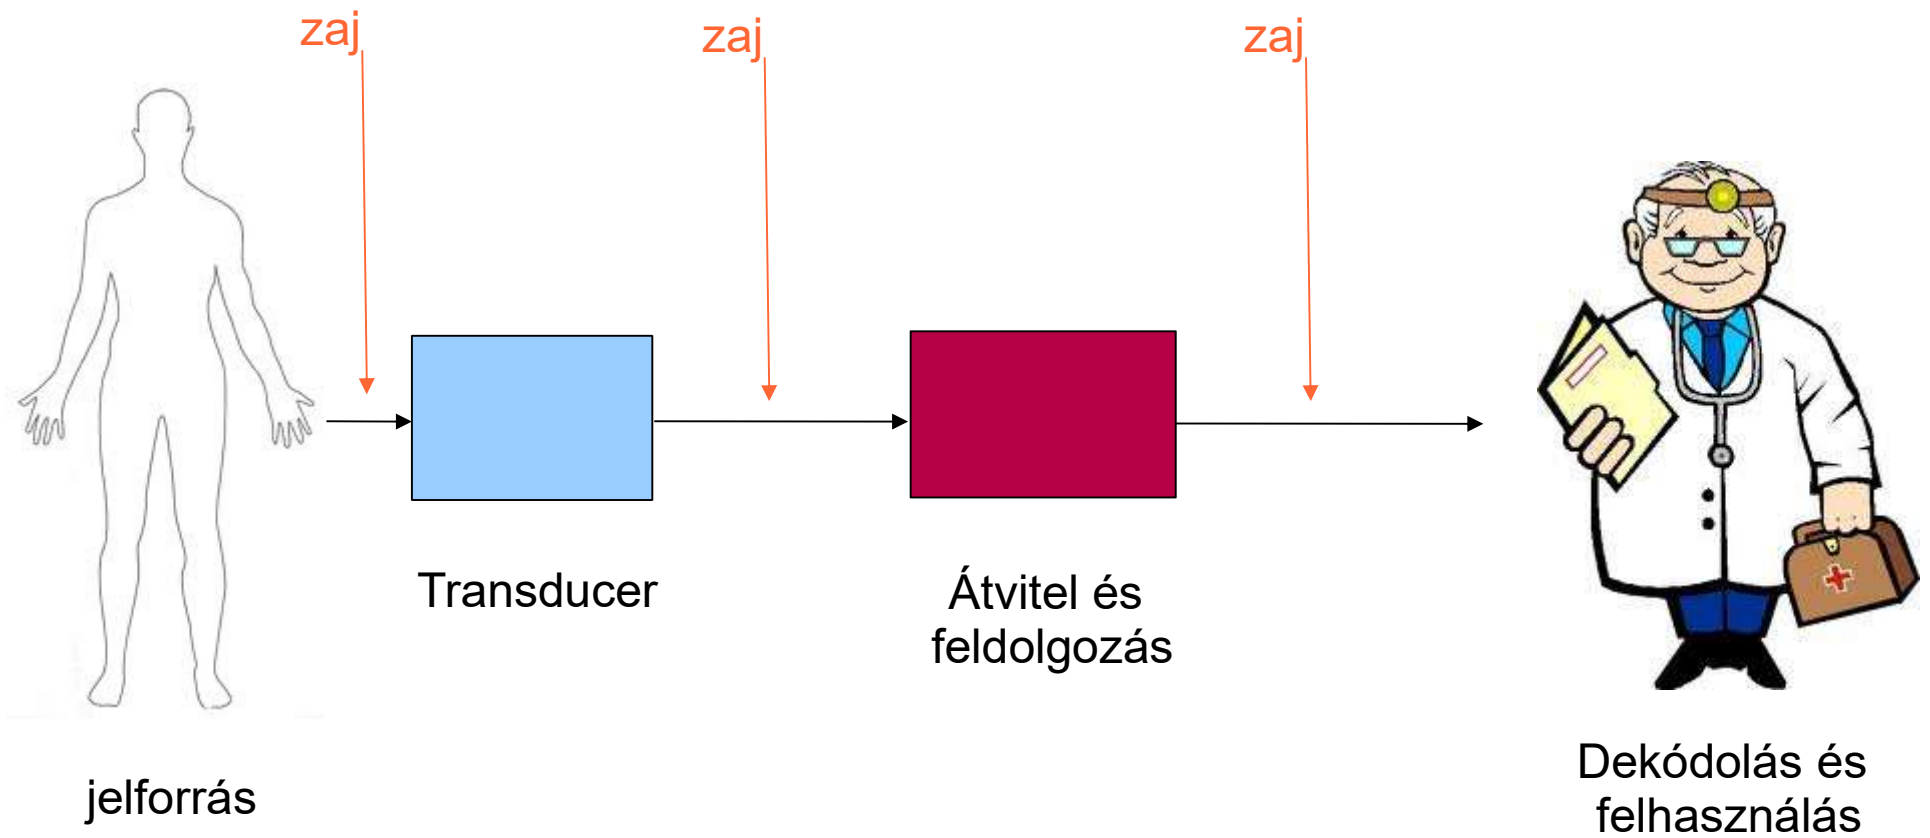 zaj
zaj
zaj
Transducer
Átvitel és
feldolgozás
jelforrás
Dekódolás és
felhasználás